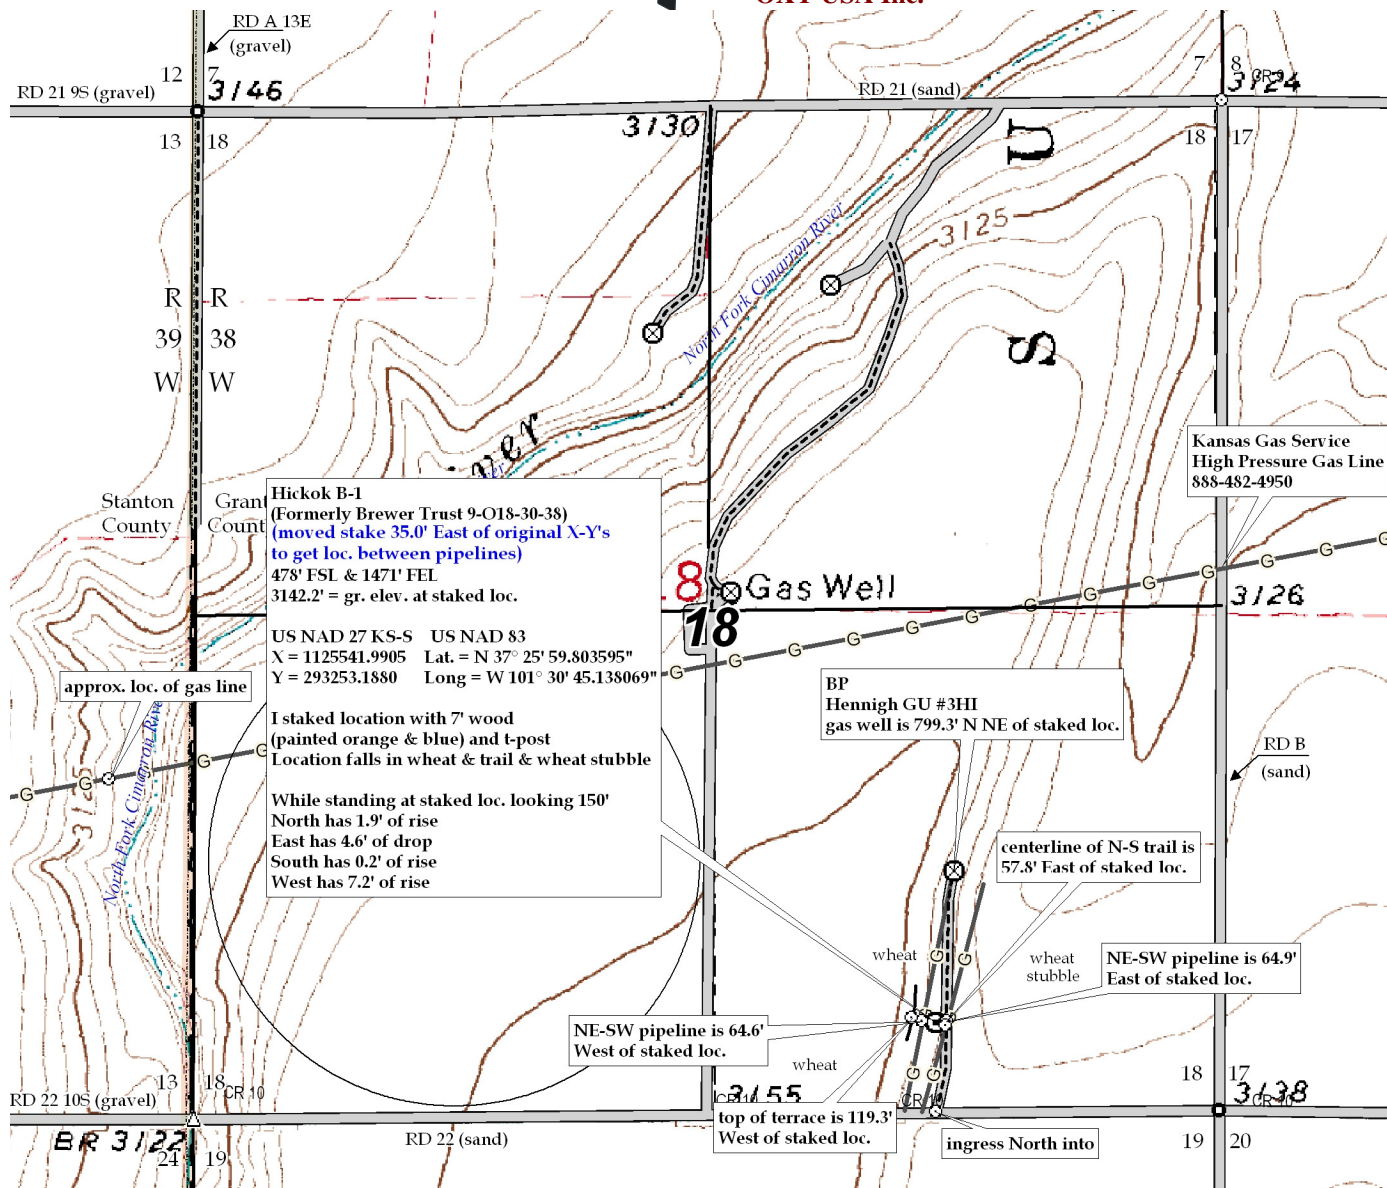 OXY USA Inc.
RD A 13E
(gravel)
12 7
3146
RD 21 9S (gravel)
13 18
3130
RD 21 (sand)
7 8
CR 9
3124
18 17
U
S
3125
North Fork Cimarron River
R R
39 38
W W
Stanton
County
Grant
County
Kansas Gas Service
High Pressure Gas Line
888-482-4950
Hickok B-1
(Formerly Brewer Trust 9-O18-30-38)
(moved stake 35.0' East of original X-Y's
to get loc. between pipelines)
478' FSL & 1471' FEL
3142.2' = gr. elev. at staked loc.
US NAD 27 KS-S US NAD 83
X = 1125541.9905 Lat. = N 37° 25' 59.803595"
Y = 293253.1880 Long = W 101° 30' 45.138069"
I staked location with 7' wood
(painted orange & blue) and t-post
Location falls in wheat & trail & wheat stubble
While standing at staked loc. looking 150'
North has 1.9' of rise
East has 4.6' of drop
South has 0.2' of rise
West has 7.2' of rise
8
Gas Well
18
3126
G G G G G G G G G G G G G
approx. loc. of gas line
G G G G
3125
North Fork Cimarron River
BP
Hennigh GU #3HI
gas well is 799.3' N NE of staked loc.
RD B
(sand)
centerline of N-S trail is
57.8' East of staked loc.
wheat
G G
wheat
stubble
NE-SW pipeline is 64.9'
East of staked loc.
NE-SW pipeline is 64.6'
West of staked loc.
wheat
G G
13 18
CR 10
RD 22 10S (gravel)
3155
18 17
3138
CR 10
top of terrace is 119.3'
West of staked loc.
ingress North into
BR 3122
24 19
RD 22 (sand)
19 20